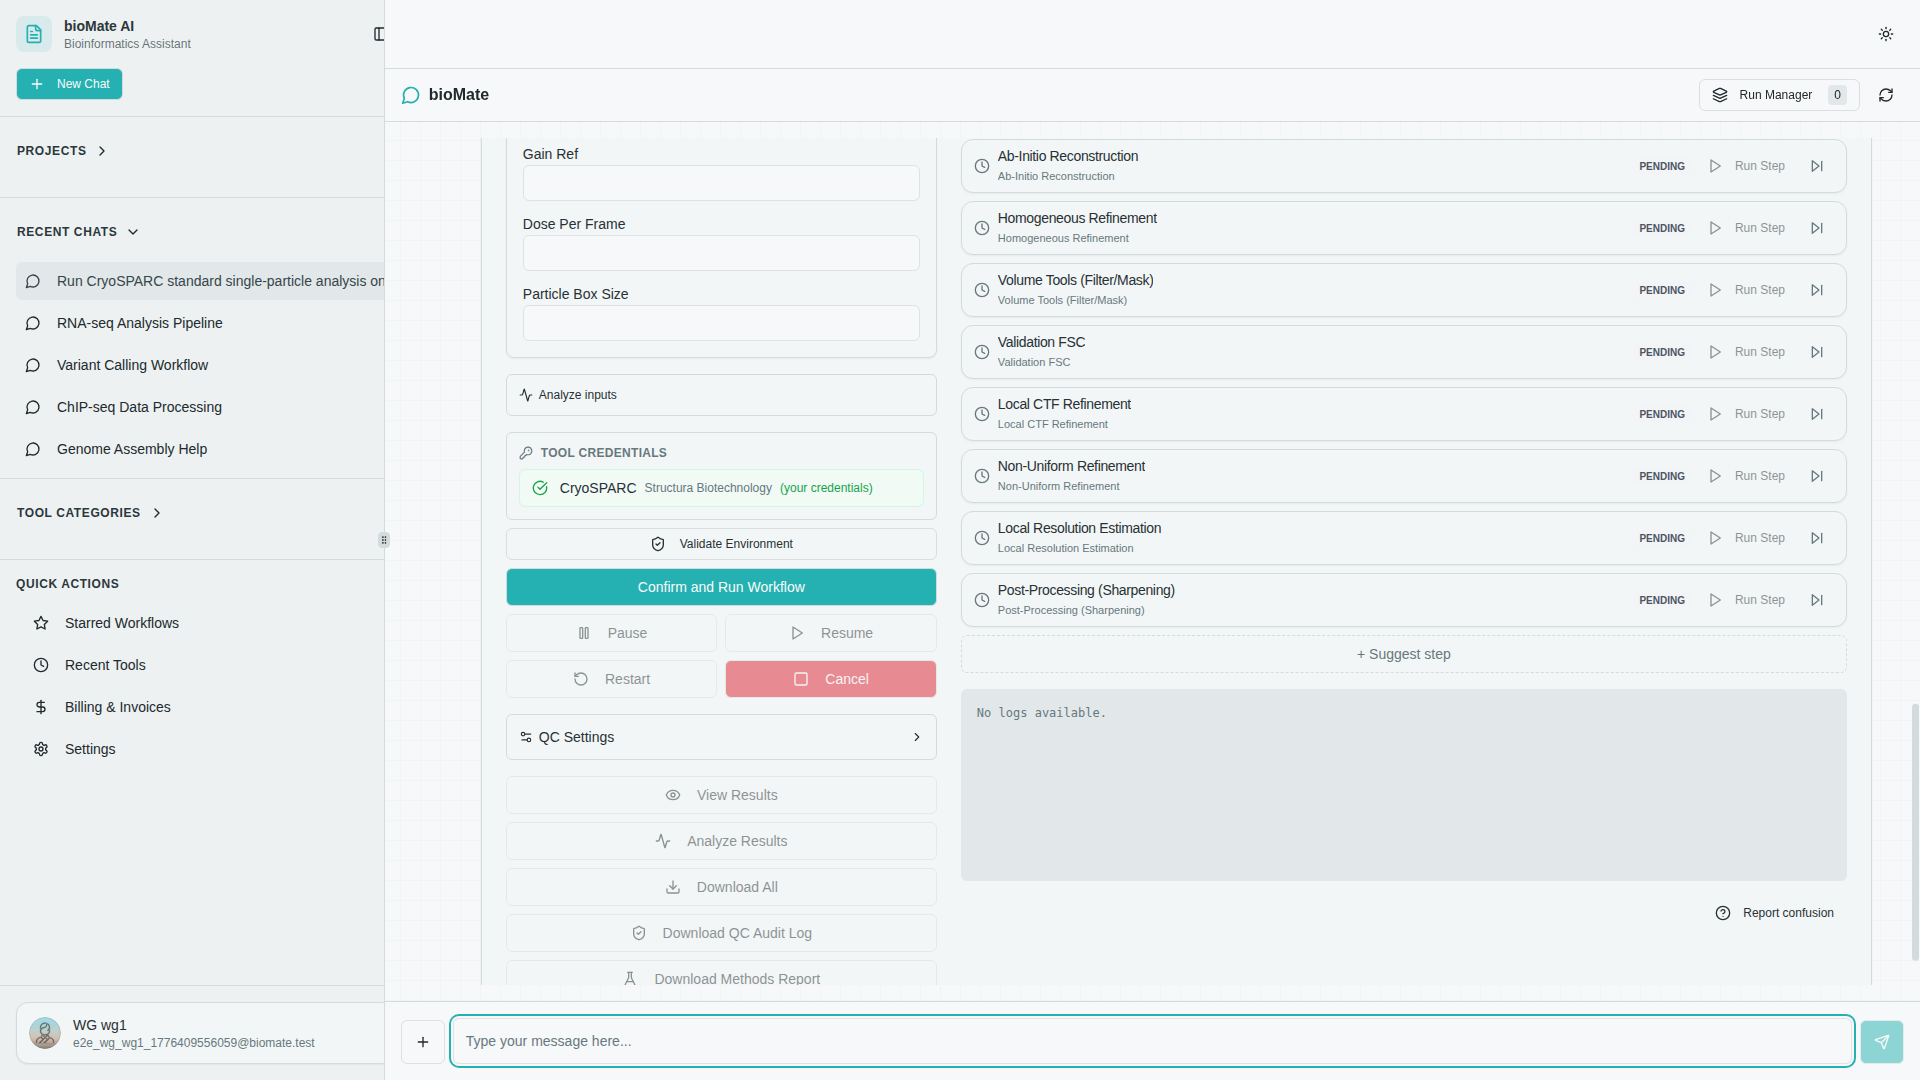 bioMate AI
Bioinformatics Assistant
New Chat
PROJECTS
RECENT CHATS
Run CryoSPARC standard single-particle analysis on
RNA-seq Analysis Pipeline
Variant Calling Workflow
ChIP-seq Data Processing
Genome Assembly Help
TOOL CATEGORIES
QUICK ACTIONS
Starred Workflows
Recent Tools
Billing & Invoices
Settings
WG wg1
e2e_wg_wg1_1776409556059@biomate.test
bioMate
Run Manager 0
Gain Ref
Dose Per Frame
Particle Box Size
Analyze inputs
TOOL CREDENTIALS
CryoSPARC Structura Biotechnology (your credentials)
Validate Environment
Confirm and Run Workflow
Pause
Resume
Restart
Cancel
QC Settings
View Results
Analyze Results
Download All
Download QC Audit Log
Download Methods Report
Ab-Initio Reconstruction
Ab-Initio Reconstruction
PENDING Run Step
Homogeneous Refinement
Homogeneous Refinement
PENDING Run Step
Volume Tools (Filter/Mask)
Volume Tools (Filter/Mask)
PENDING Run Step
Validation FSC
Validation FSC
PENDING Run Step
Local CTF Refinement
Local CTF Refinement
PENDING Run Step
Non-Uniform Refinement
Non-Uniform Refinement
PENDING Run Step
Local Resolution Estimation
Local Resolution Estimation
PENDING Run Step
Post-Processing (Sharpening)
Post-Processing (Sharpening)
PENDING Run Step
+ Suggest step
No logs available.
Report confusion
Type your message here...